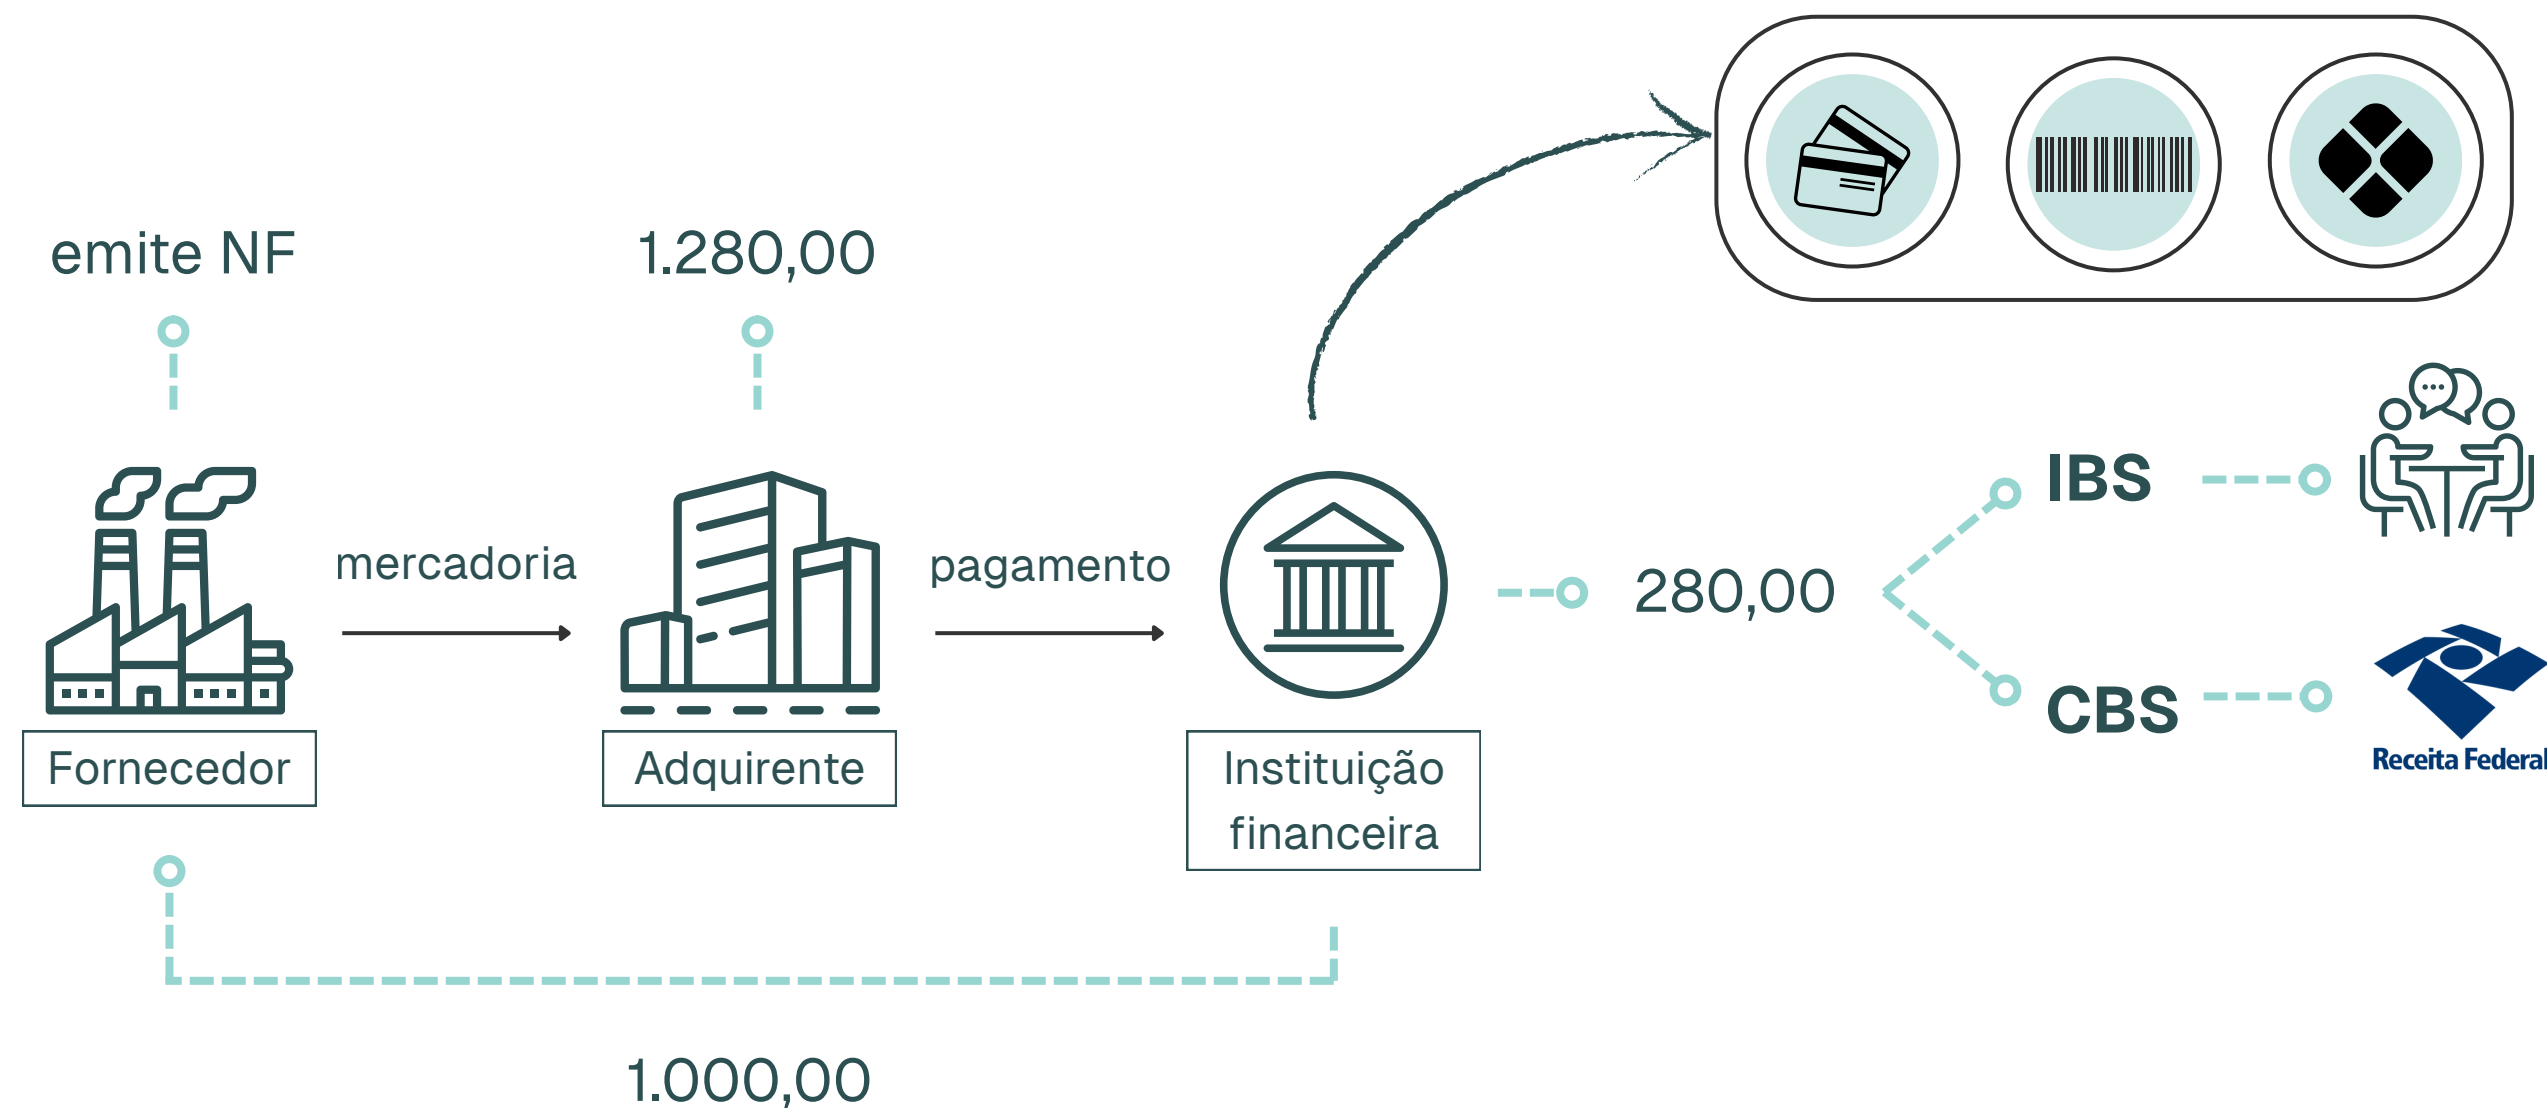 emite NF
1.280,00
mercadoria
pagamento
280,00
IBS
CBS
Receita Federal
Fornecedor
Adquirente
Instituição
financeira
1.000,00